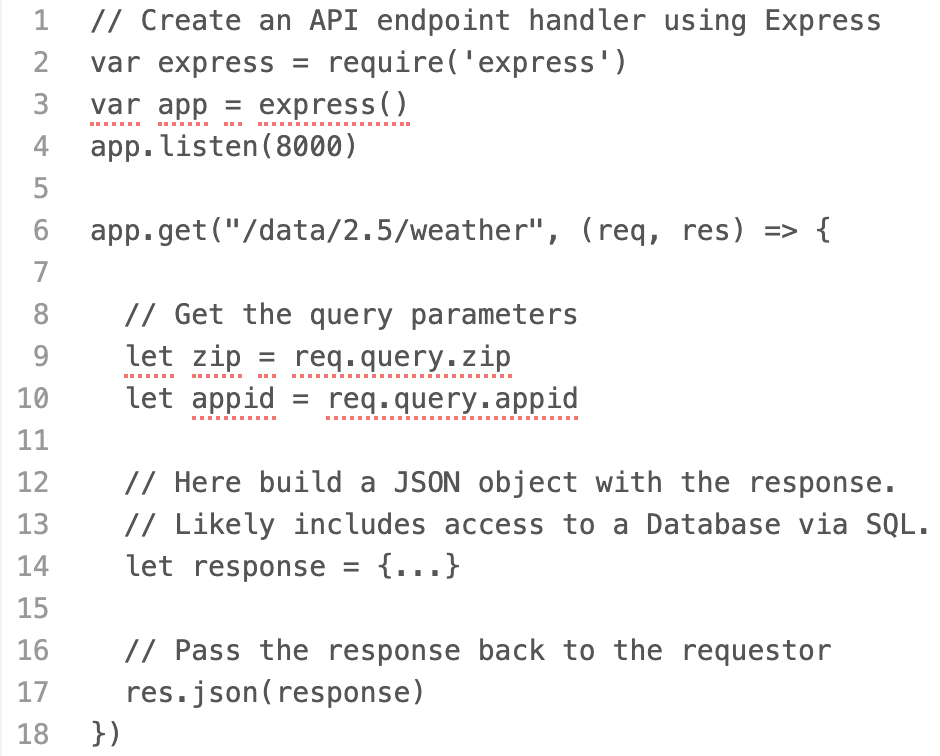 1 // Create an API endpoint handler using Express
2 var express = require('express')
3 var app = express()
4 app.listen(8000)
5
6 app.get("/data/2.5/weather", (req, res) => {
7
8 // Get the query parameters
9 let zip = req.query.zip
10 let appid = req.query.appid
11
12 // Here build a JSON object with the response.
13 // Likely includes access to a Database via SQL.
14 let response = {...}
15
16 // Pass the response back to the requestor
17 res.json(response)
18 })